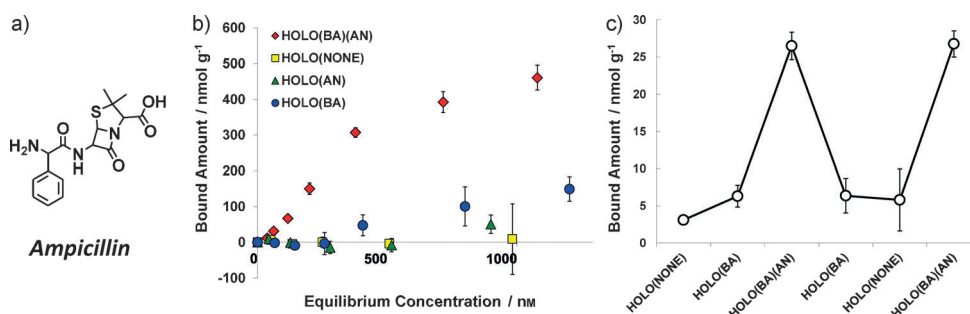 a)
S
OH
N
O
H₂N
O
NH
O
Ampicillin
b)
Bound Amount / nmol g⁻¹
600
500
400
300
200
100
0
-100
0
500
1000
Equilibrium Concentration / nM
HOLO(BA)(AN)
HOLO(NONE)
HOLO(AN)
HOLO(BA)
c)
Bound Amount / nmol g⁻¹
30
25
20
15
10
5
0
HOLO(NONE)
HOLO(BA)
HOLO(BA)(AN)
HOLO(BA)
HOLO(NONE)
HOLO(BA)(AN)